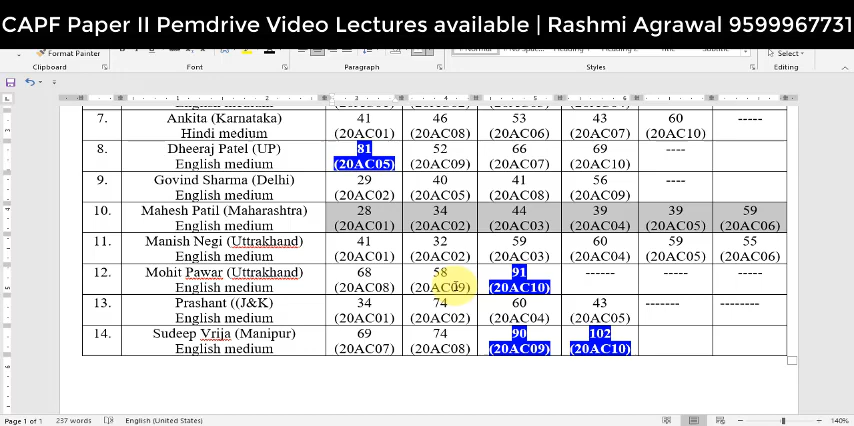 CAPF Paper II Pemdrive Video Lectures available | Rashmi Agrawal 9599967731
Format Painter
Select
Clipboard Font Paragraph Styles Editing
7. Ankita (Karnataka) 41 46 53 43 60 -----
Hindi medium (20AC01) (20AC08) (20AC06) (20AC07) (20AC10)
8. Dheeraj Patel (UP) 81 52 66 69 ----
English medium (20AC05) (20AC09) (20AC07) (20AC10)
9. Govind Sharma (Delhi) 29 40 41 56 ----
English medium (20AC02) (20AC05) (20AC08) (20AC09)
10. Mahesh Patil (Maharashtra) 28 34 44 39 39 59
English medium (20AC01) (20AC02) (20AC03) (20AC04) (20AC05) (20AC06)
11. Manish Negi (Uttrakhand) 41 32 59 60 59 55
English medium (20AC01) (20AC02) (20AC03) (20AC04) (20AC05) (20AC06)
12. Mohit Pawar (Uttrakhand) 68 58 91 ------ ----- -----
English medium (20AC08) (20AC09) (20AC10)
13. Prashant ((J&K) 34 74 60 43 ------- --------
English medium (20AC01) (20AC02) (20AC04) (20AC05)
14. Sudeep Vrija (Manipur) 69 74 90 102
English medium (20AC07) (20AC08) (20AC09) (20AC10)
Page 1 of 1 237 words English (United States) 140%